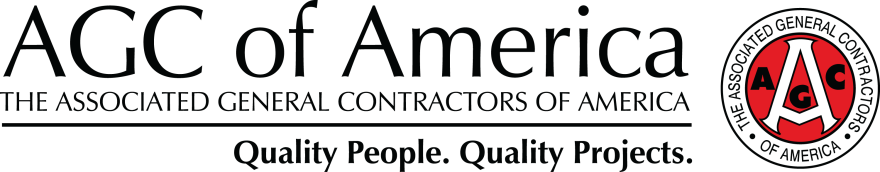 AGC of America
THE ASSOCIATED GENERAL CONTRACTORS OF AMERICA
Quality People. Quality Projects.
THE ASSOCIATED GENERAL CONTRACTORS
• OF AMERICA •
AGC